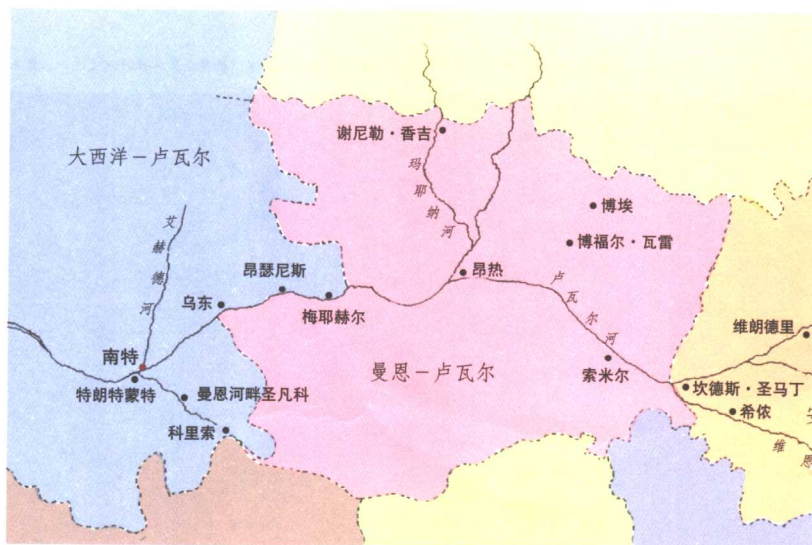 谢尼勒·香吉
大西洋－卢瓦尔
玛耶纳河
博埃
艾赫德河
博福尔·瓦雷
昂瑟尼斯
昂热
卢瓦尔河
乌东
梅耶赫尔
维朗德里
南特
曼恩－卢瓦尔
索米尔
特朗特蒙特
曼恩河畔圣凡科
坎德斯·圣马丁
希侬
科里索
维恩